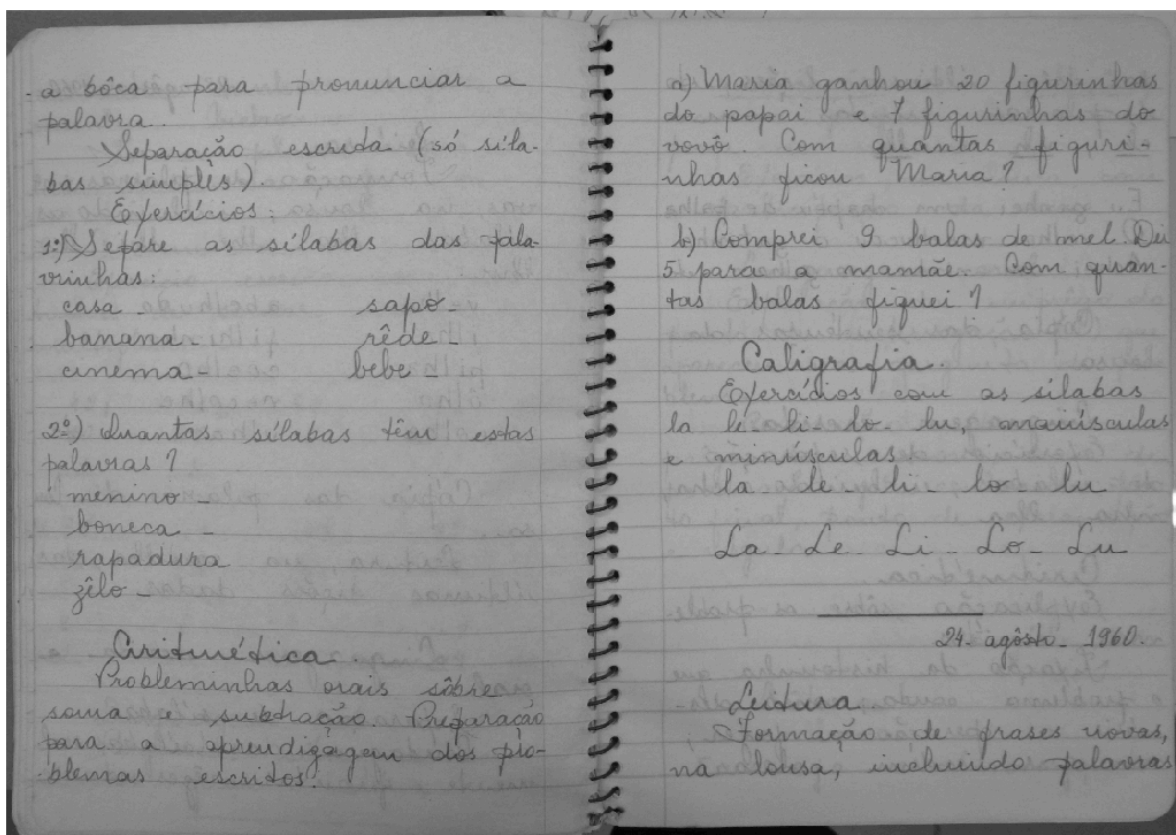 a bôca para pronunciar a
palavra.
Separação escrida (só síla-
bas simples).
Exercícios:
1º) Separe as sílabas das pala-
vrinhas:
casa - sapo -
banana - rêde -
cinema - bebe -
2º) Quantas sílabas têm estas
palavras?
menino -
boneca -
rapadura
zêlo -
Aritmética
Probleminhas orais sôbre
soma e subtração. Preparação
para a aprendizagem dos pro-
blemas escritos.
a) Maria ganhou 20 figurinhas
do papai e 7 figurinhas do
vovô. Com quantas figuri-
nhas ficou Maria?
b) Comprei 9 balas de mel. Dei
5 para a mamãe. Com quan-
tas balas fiquei?
Caligrafia.
Exercícios com as sílabas
la le - li - lo - lu, maiúsculas
e minúsculas.
la - le - li - lo - lu
La - Le Li - Lo - Lu
24 - agôsto - 1960.
Leitura
Formação de frases novas,
na lousa, incluindo palavras